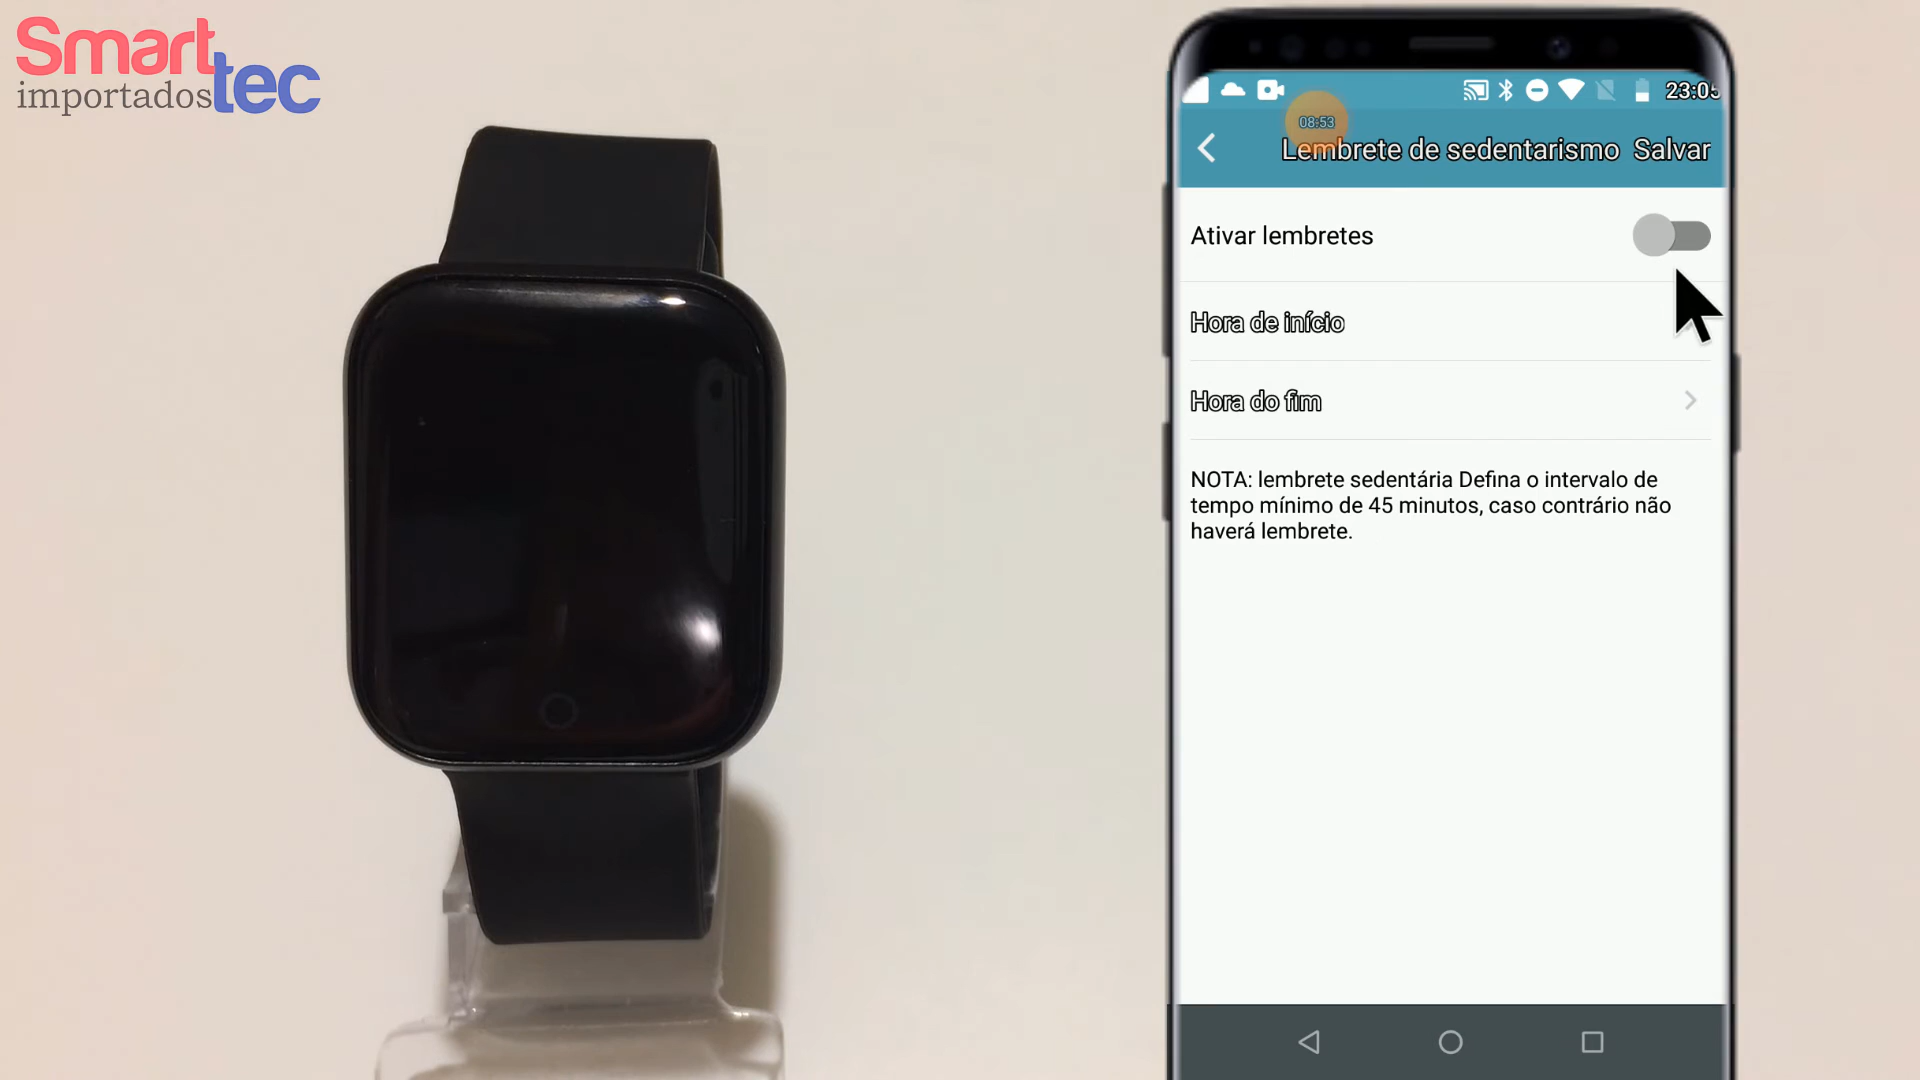 Smart
importados tec
23:05
08:53
Lembrete de sedentarismo Salvar
Ativar lembretes
Hora de início
Hora do fim
NOTA: lembrete sedentária Defina o intervalo de
tempo mínimo de 45 minutos, caso contrário não
haverá lembrete.